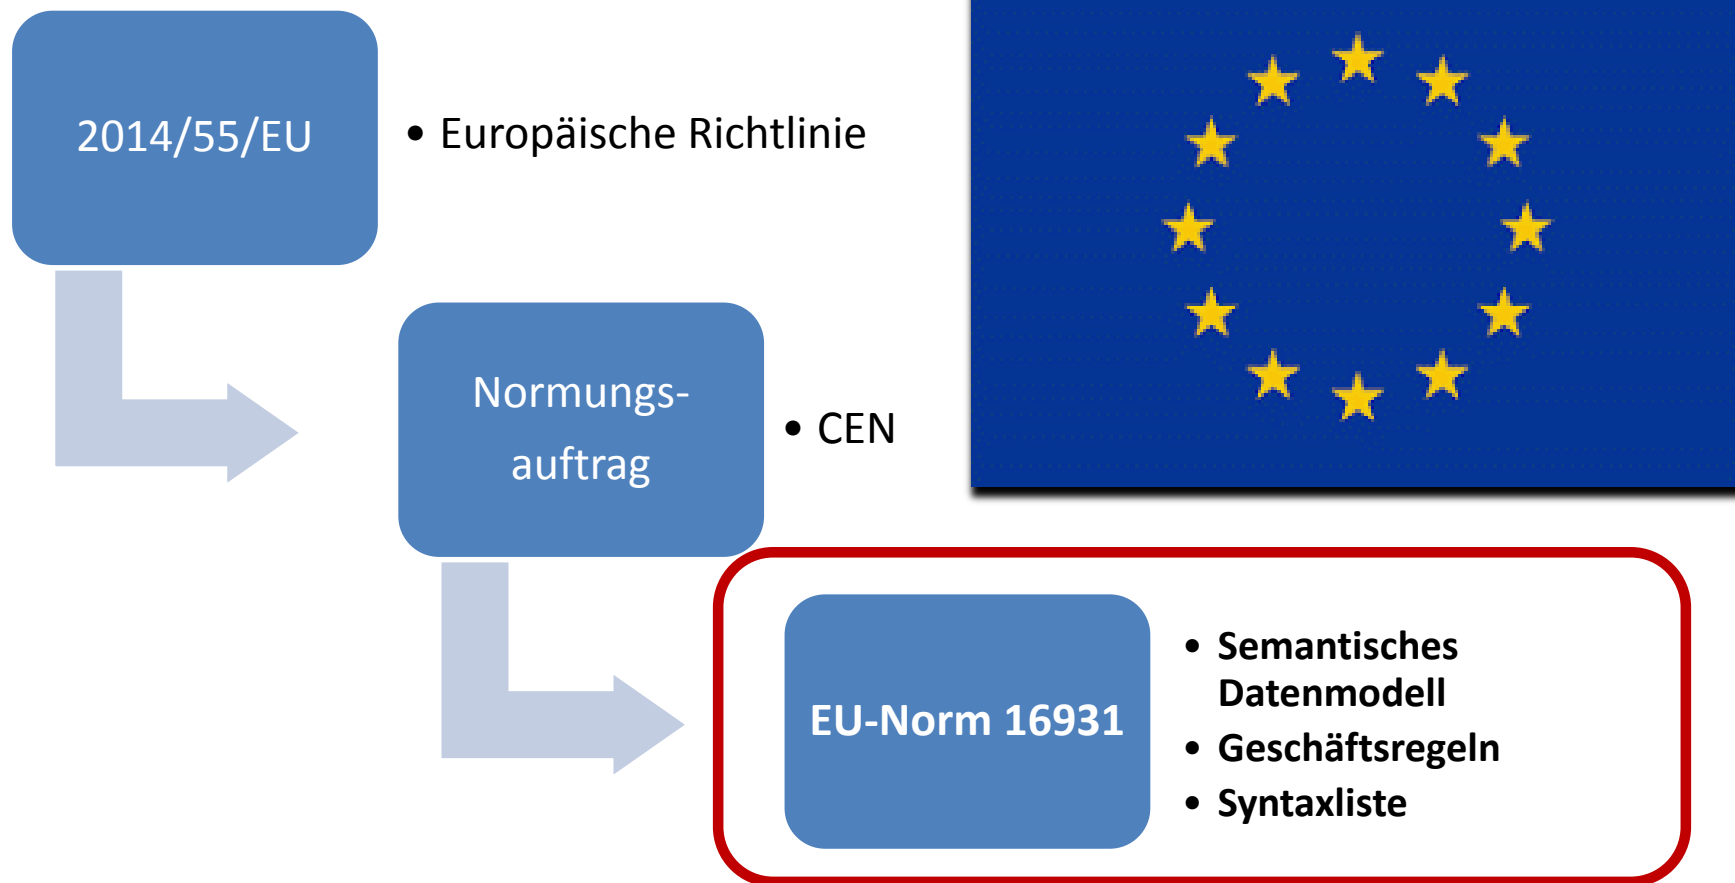 2014/55/EU
• Europäische Richtlinie
Normungs-
auftrag
• CEN
EU-Norm 16931
• Semantisches
Datenmodell
• Geschäftsregeln
• Syntaxliste